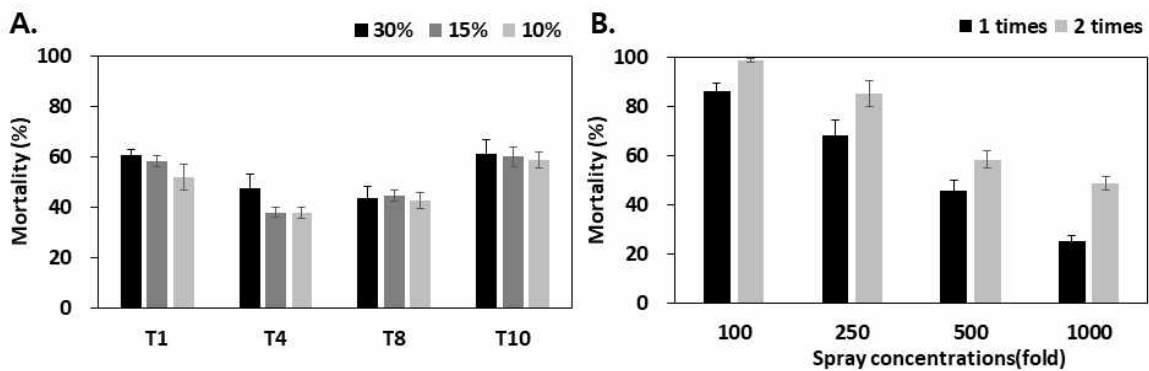 A.
30% 15% 10%
Mortality (%)
100
80
60
40
20
0
T1 T4 T8 T10
B.
1 times 2 times
Mortality (%)
100
80
60
40
20
0
100 250 500 1000
Spray concentrations(fold)